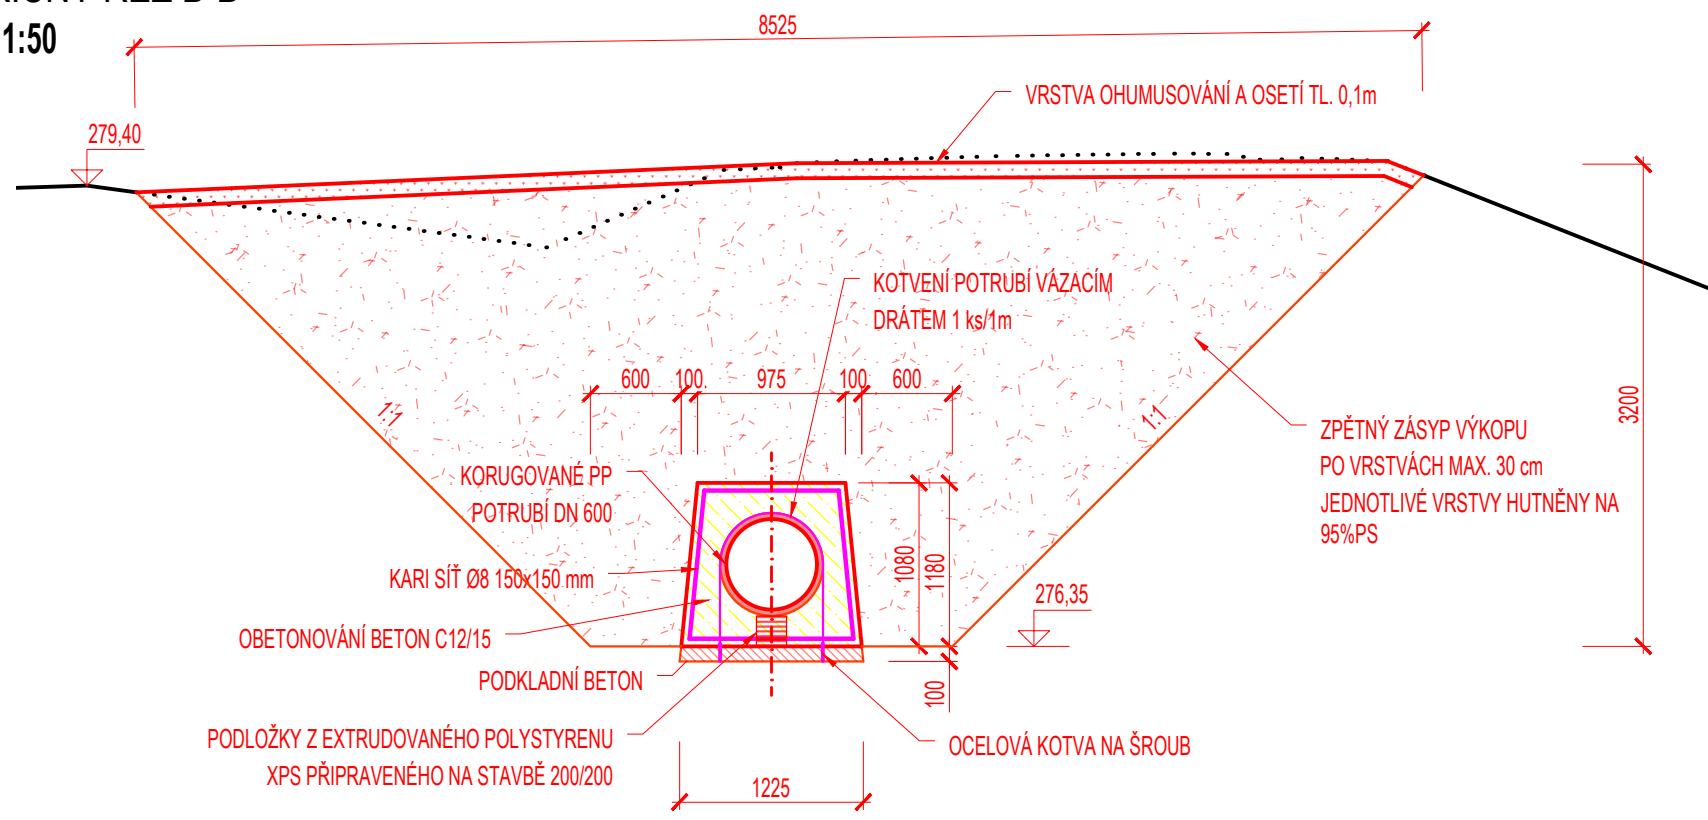 1:50
8525
VRSTVA OHUMUSOVÁNÍ A OSETÍ TL. 0,1m
279,40
KOTVENÍ POTRUBÍ VÁZACÍM
DRÁTEM 1 ks/1m
600 100 975 100 600
1:1
1:1
3200
ZPĚTNÝ ZÁSYP VÝKOPU
PO VRSTVÁCH MAX. 30 cm
JEDNOTLIVÉ VRSTVY HUTNĚNY NA
95%PS
KORUGOVANÉ PP
POTRUBÍ DN 600
KARI SÍŤ Ø8 150x150 mm
1080
1180
276,35
OBETONOVÁNÍ BETON C12/15
PODKLADNÍ BETON
100
PODLOŽKY Z EXTRUDOVANÉHO POLYSTYRENU
XPS PŘIPRAVENÉHO NA STAVBĚ 200/200
OCELOVÁ KOTVA NA ŠROUB
1225